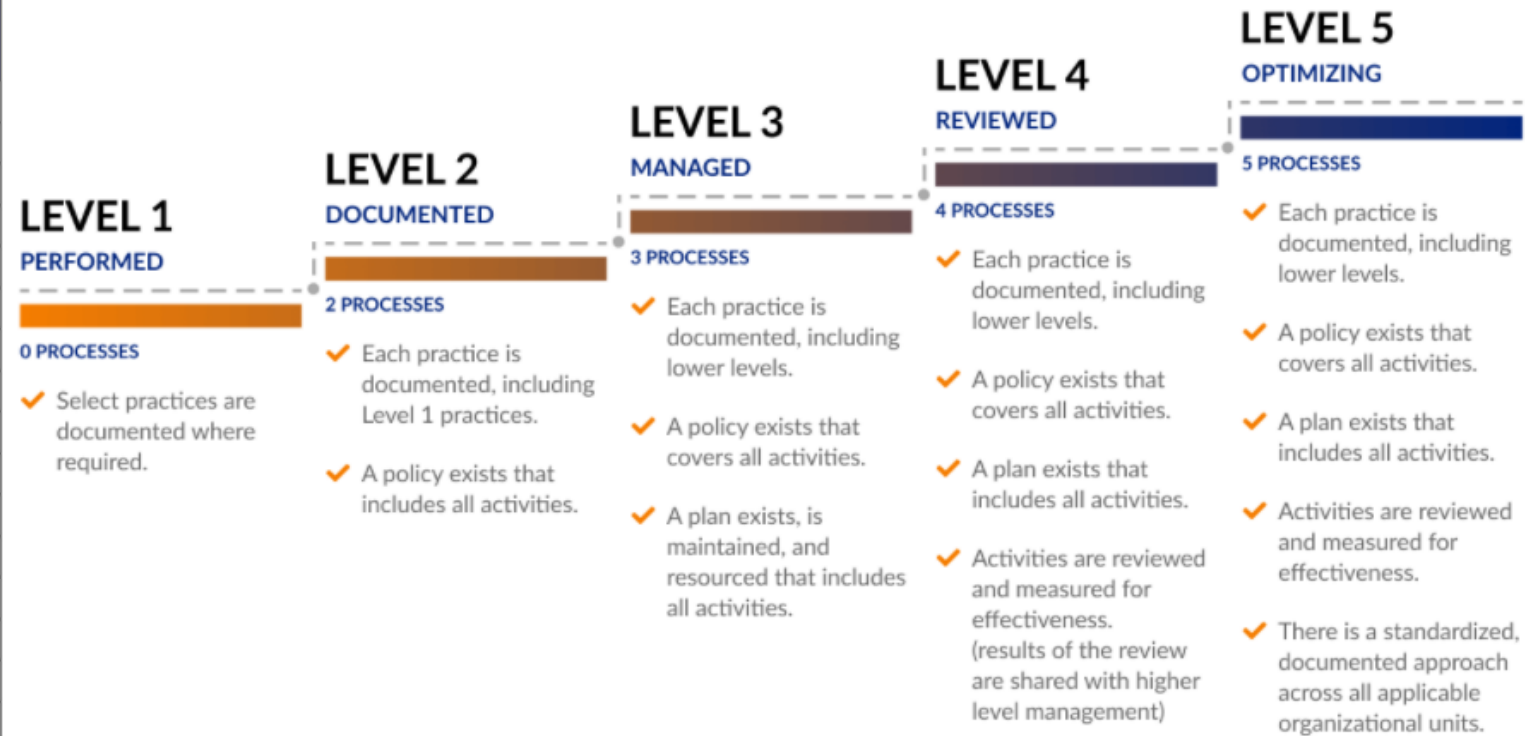 LEVEL 1
PERFORMED
0 PROCESSES
Select practices are
documented where
required.
LEVEL 2
DOCUMENTED
2 PROCESSES
Each practice is
documented, including
Level 1 practices.
A policy exists that
includes all activities.
LEVEL 3
MANAGED
3 PROCESSES
Each practice is
documented, including
lower levels.
A policy exists that
covers all activities.
A plan exists, is
maintained, and
resourced that includes
all activities.
LEVEL 4
REVIEWED
4 PROCESSES
Each practice is
documented, including
lower levels.
A policy exists that
covers all activities.
A plan exists that
includes all activities.
Activities are reviewed
and measured for
effectiveness.
(results of the review
are shared with higher
level management)
LEVEL 5
OPTIMIZING
5 PROCESSES
Each practice is
documented, including
lower levels.
A policy exists that
covers all activities.
A plan exists that
includes all activities.
Activities are reviewed
and measured for
effectiveness.
There is a standardized,
documented approach
across all applicable
organizational units.